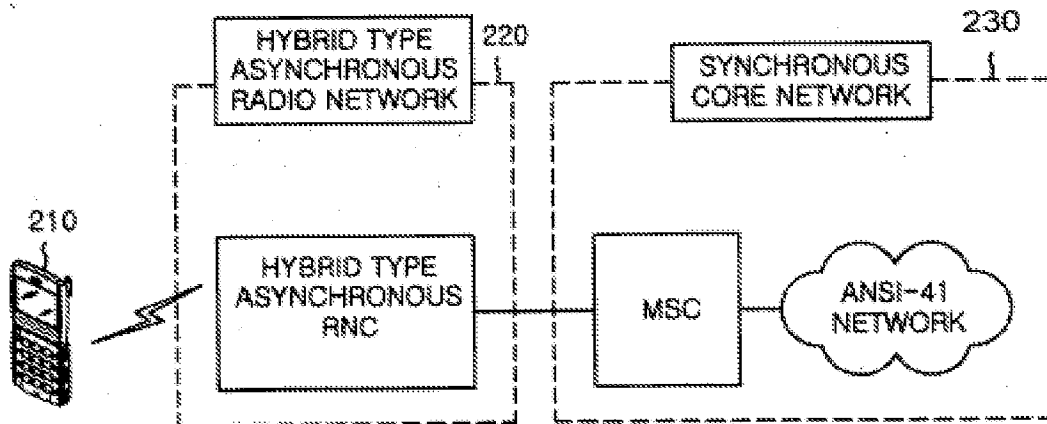 HYBRID TYPE
ASYNCHRONOUS
RADIO NETWORK
220
SYNCHRONOUS
CORE NETWORK
230
210
HYBRID TYPE
ASYNCHRONOUS
RNC
MSC
ANSI-41
NETWORK